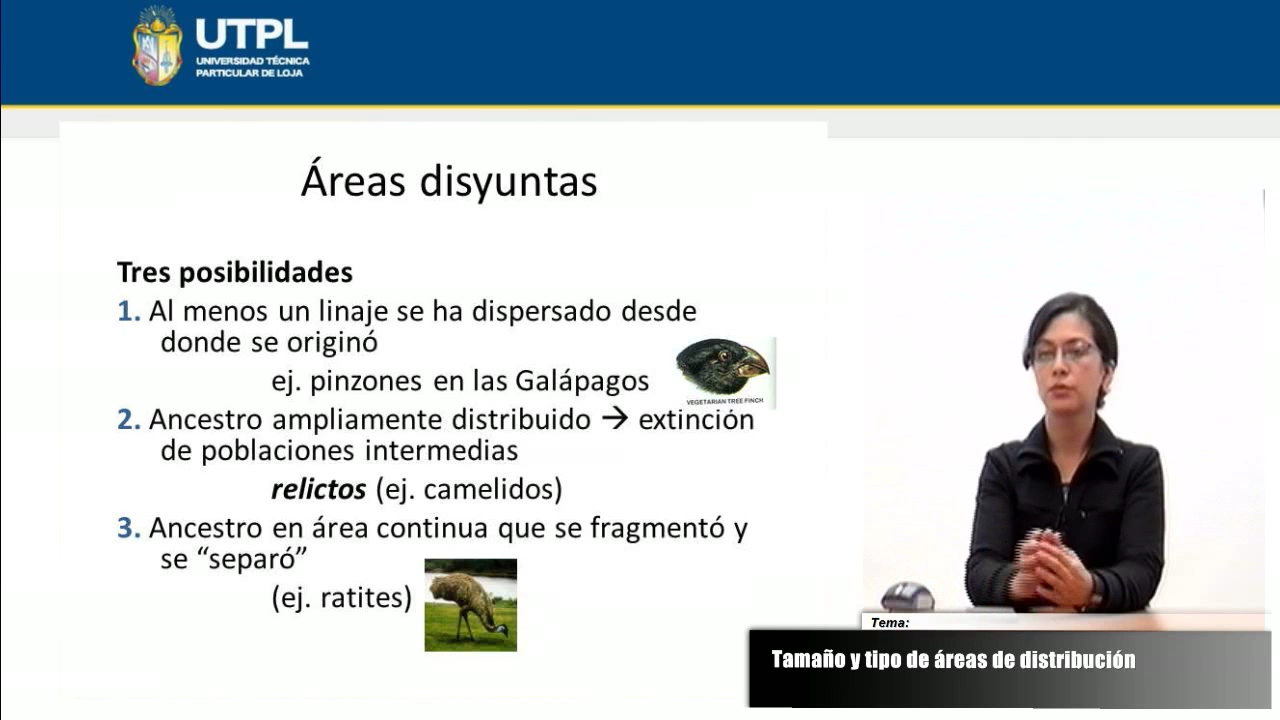 UTPL
UNIVERSIDAD TÉCNICA
PARTICULAR DE LOJA
Áreas disyuntas
Tres posibilidades
1. Al menos un linaje se ha dispersado desde
donde se originó
ej. pinzones en las Galápagos
VEGETARIAN TREE FINCH
2. Ancestro ampliamente distribuido → extinción
de poblaciones intermedias
relictos (ej. camelidos)
3. Ancestro en área continua que se fragmentó y
se “separó”
(ej. ratites)
Tema:
Tamaño y tipo de áreas de distribución